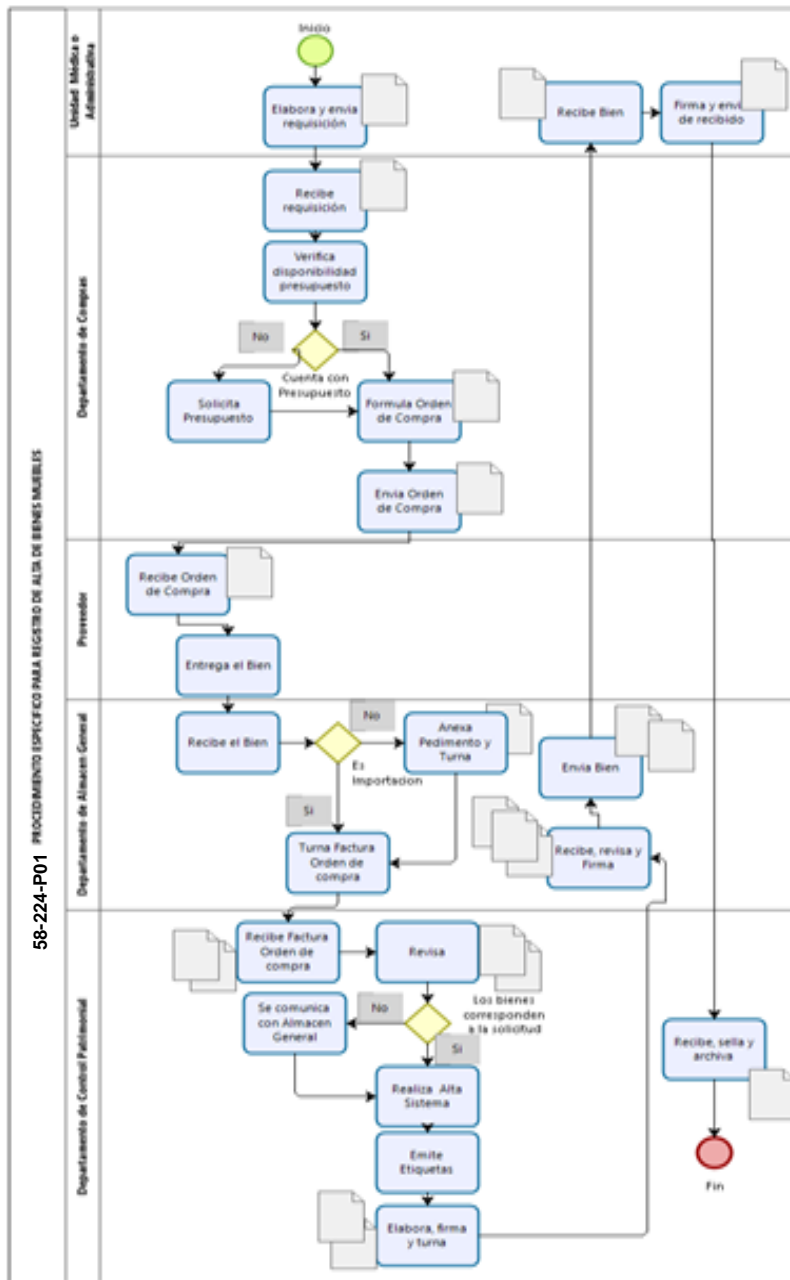 58-224-P01 PROCEDIMIENTO ESPECIFICO PARA REGISTRO DE ALTA DE BIENES MUEBLES
Unidad Médica o
Administrativa
Inicio
Elabora y envia
requisición
Recibe Bien
Firma y env
de recibido
Departamento de Compras
Recibe
requisición
Verifica
disponibilidad
presupuesto
No
Si
Cuenta con
Presupuesto
Solicita
Presupuesto
Formula Orden
de Compra
Envia Orden
de Compra
Proveedor
Recibe Orden
de Compra
Entrega el Bien
Departamento de Almacen General
Recibe el Bien
No
Es
Importacion
Anexa
Pedimento y
Turna
Si
Turna Factura
Orden de
compra
Envia Bien
Recibe, revisa y
Firma
Departamento de Control Patrimonial
Recibe Factura
Orden de
compra
Revisa
Los bienes
corresponden
a la solicitud
No
Se comunica
con Almacen
General
Si
Realiza Alta
Sistema
Emite
Etiquetas
Elabora, firma
y turna
Recibe, sella y
archiva
Fin